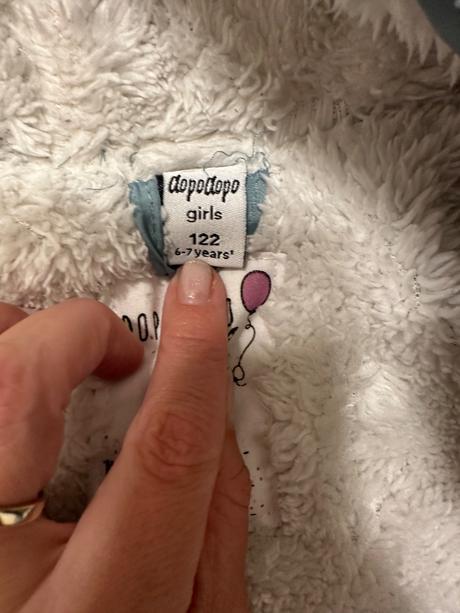 dopodopo
girls
122
6-7 years'